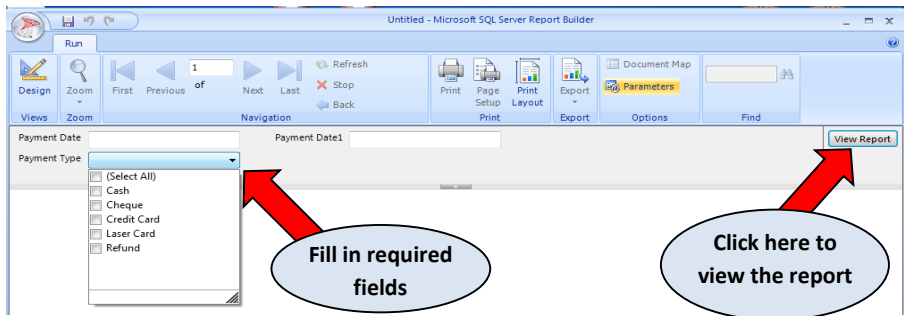 Untitled - Microsoft SQL Server Report Builder
Run
Design
Zoom
First
Previous
1
of
Next
Last
Refresh
Stop
Back
Print
Page Setup
Print Layout
Export
Document Map
Parameters
Views
Zoom
Navigation
Print
Export
Options
Find
Payment Date
Payment Date1
View Report
Payment Type
(Select All)
Cash
Cheque
Credit Card
Laser Card
Refund
Fill in required
fields
Click here to
view the report